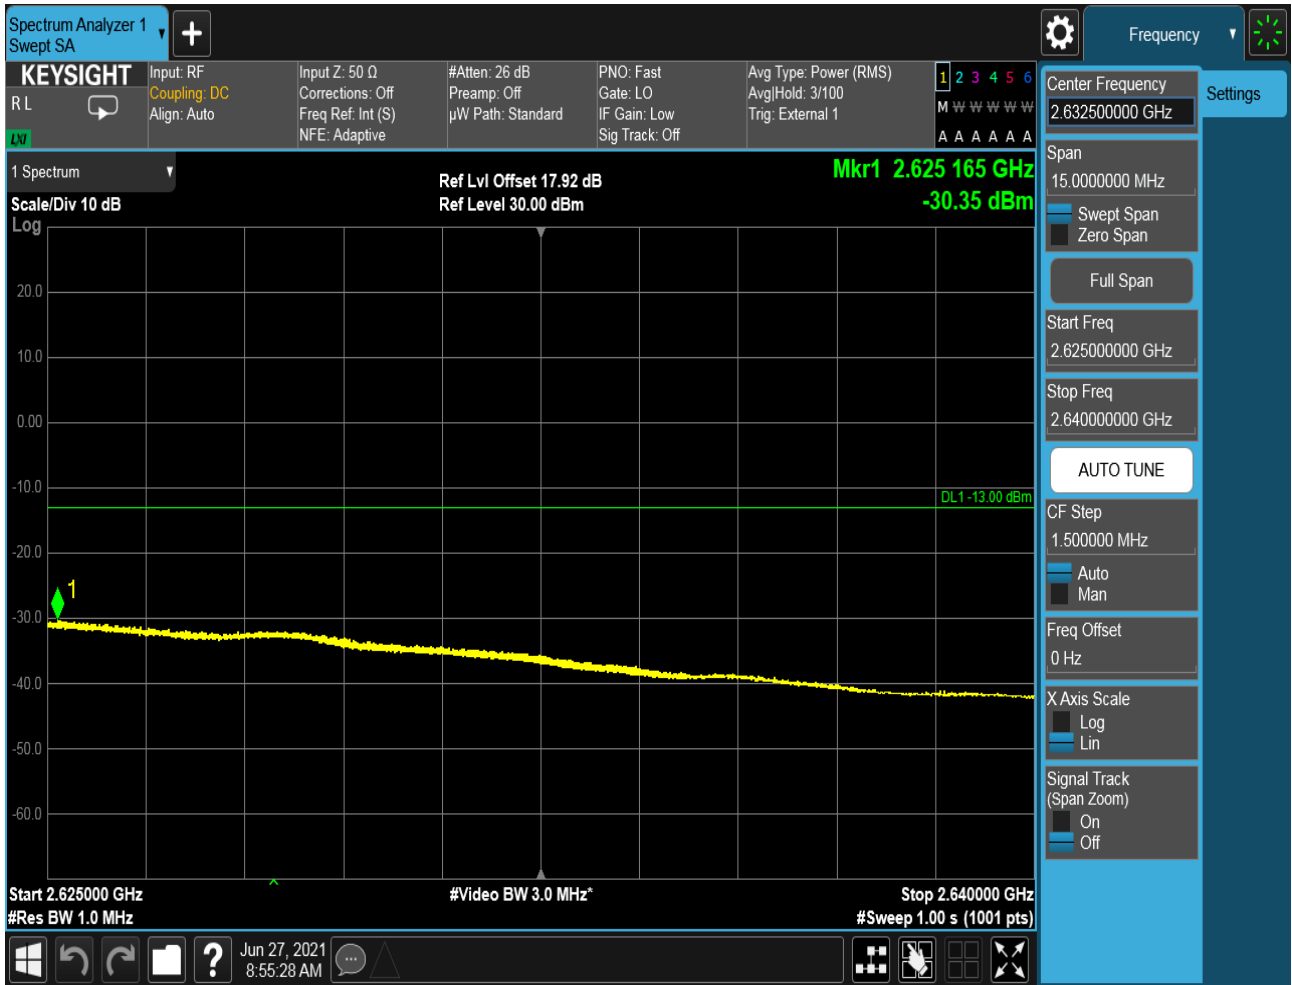 Spectrum Analyzer 1
Swept SA
Frequency
KEYSIGHT
R L
LXI
Input: RF
Coupling: DC
Align: Auto
Input Z: 50 Ω
Corrections: Off
Freq Ref: Int (S)
NFE: Adaptive
#Atten: 26 dB
Preamp: Off
µW Path: Standard
PNO: Fast
Gate: LO
IF Gain: Low
Sig Track: Off
Avg Type: Power (RMS)
Avg|Hold: 3/100
Trig: External 1
1 2 3 4 5 6
M W W W W W
A A A A A A
1 Spectrum
Scale/Div 10 dB
Log
Ref Lvl Offset 17.92 dB
Ref Level 30.00 dBm
Mkr1 2.625 165 GHz
-30.35 dBm
20.0
10.0
0.00
-10.0
-20.0
-30.0
-40.0
-50.0
-60.0
DL1 -13.00 dBm
1
Start 2.625000 GHz
#Res BW 1.0 MHz
#Video BW 3.0 MHz*
Stop 2.640000 GHz
#Sweep 1.00 s (1001 pts)
Jun 27, 2021
8:55:28 AM
Center Frequency
2.632500000 GHz
Settings
Span
15.0000000 MHz
Swept Span
Zero Span
Full Span
Start Freq
2.625000000 GHz
Stop Freq
2.640000000 GHz
AUTO TUNE
CF Step
1.500000 MHz
Auto
Man
Freq Offset
0 Hz
X Axis Scale
Log
Lin
Signal Track
(Span Zoom)
On
Off